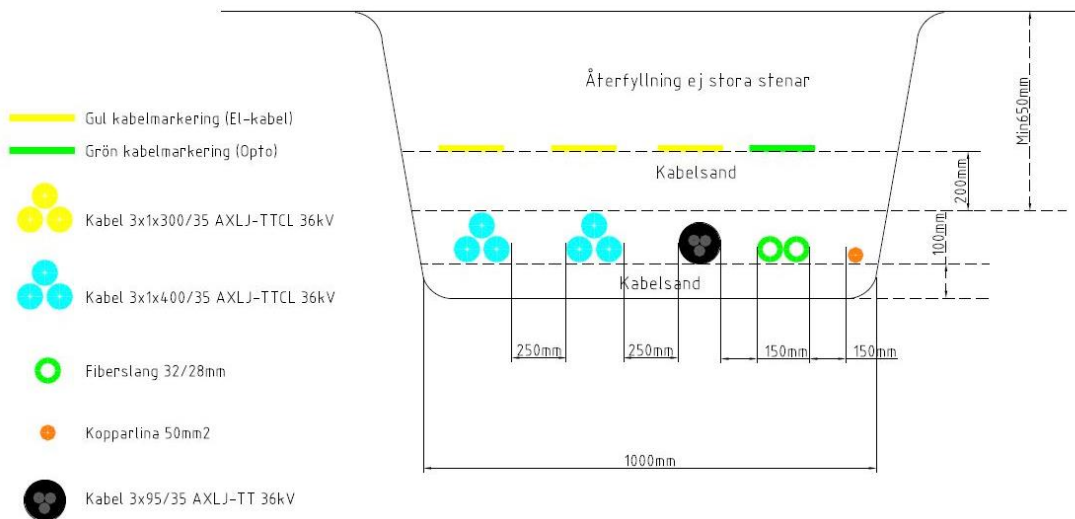 Återfyllning ej stora stenar
Min650mm
Gul kabelmarkering (El-kabel)
Grön kabelmarkering (Opto)
Kabelsand
200mm
Kabel 3x1x300/35 AXLJ-TTCL 36kV
100mm
Kabelsand
Kabel 3x1x400/35 AXLJ-TTCL 36kV
250mm
250mm
150mm
150mm
Fiberslang 32/28mm
Kopparlina 50mm2
1000mm
Kabel 3x95/35 AXLJ-TT 36kV